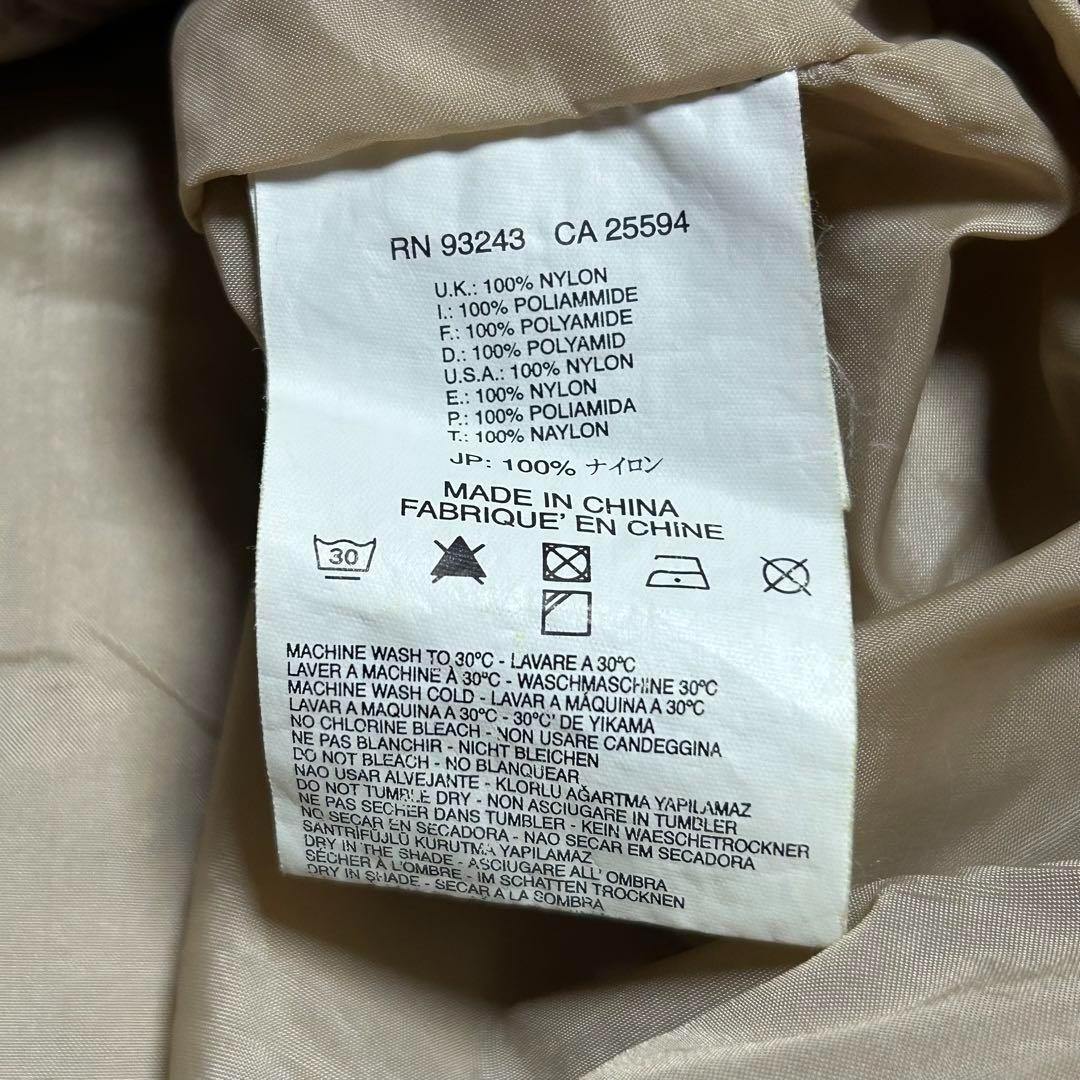 RN 93243 CA 25594
U.K.: 100% NYLON
I.: 100% POLIAMMIDE
F.: 100% POLYAMIDE
D.: 100% POLYAMID
U.S.A.: 100% NYLON
E.: 100% NYLON
P.: 100% POLIAMIDA
T.: 100% NAYLON
JP: 100% ナイロン
MADE IN CHINA
FABRIQUE' EN CHINE
30
MACHINE WASH TO 30°C - LAVARE A 30°C
LAVER A MACHINE À 30°C - WASCHMASCHINE 30°C
MACHINE WASH COLD - LAVAR A MÁQUINA A 30°C
LAVAR A MAQUINA A 30°C - 30°C' DE YIKAMA
NO CHLORINE BLEACH - NON USARE CANDEGGINA
NE PAS BLANCHIR - NICHT BLEICHEN
DO NOT BLEACH - NO BLANQUEAR
NAO USAR ALVEJANTE - KLORLU AĞARTMA YAPILAMAZ
DO NOT TUMBLE DRY - NON ASCIUGARE IN TUMBLER
NE PAS SECHER DANS TUMBLER - KEIN WAESCHETROCKNER
NO SECAR EN SECADORA - NAO SECAR EM SECADORA
SANTRİFÜJLÜ KURUTMA YAPILAMAZ
DRY IN THE SHADE - ASCIUGARE ALL' OMBRA
SÉCHER À L'OMBRE - IM SCHATTEN TROCKNEN
DRY IN SHADE - SECAR A LA SOMBRA